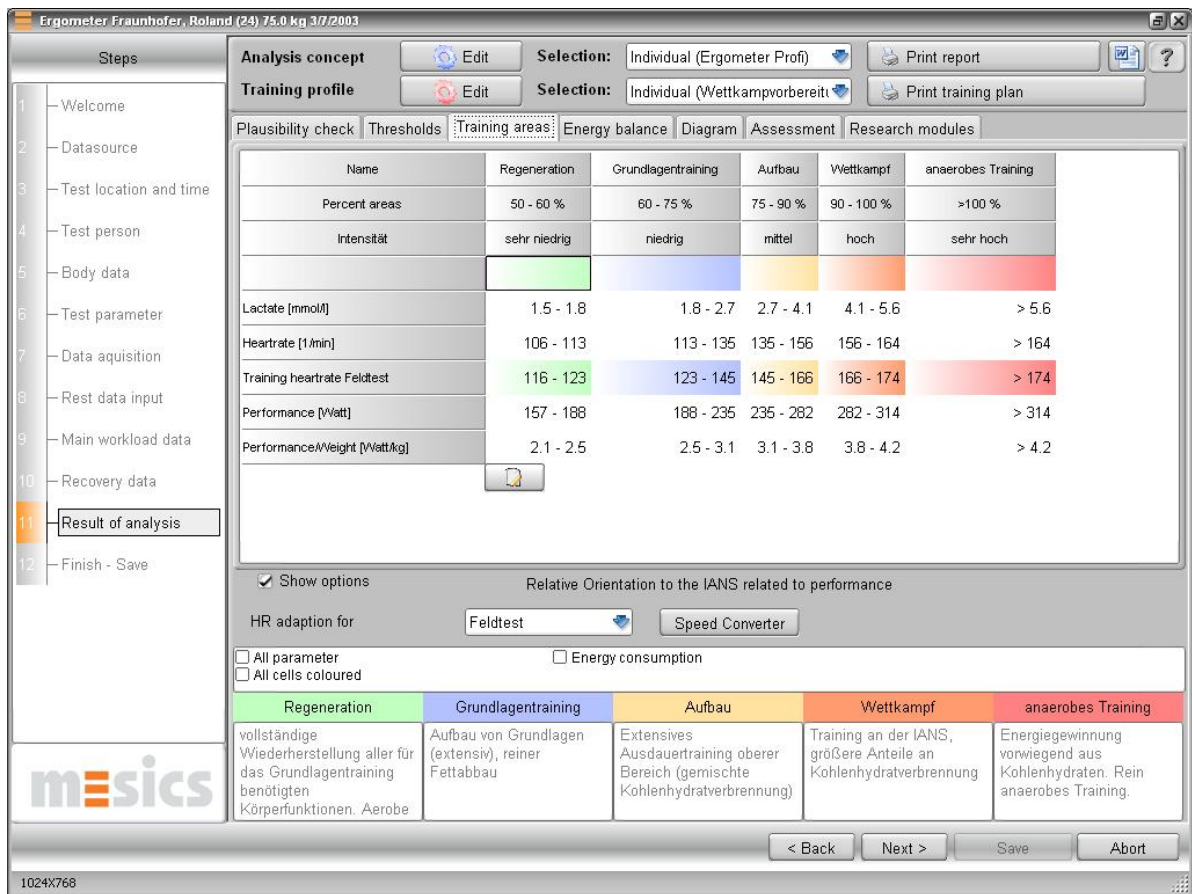 Ergometer Fraunhofer, Roland (24) 75.0 kg 3/7/2003
Steps
1 Welcome
2 Datasource
3 Test location and time
4 Test person
5 Body data
6 Test parameter
7 Data aquisition
8 Rest data input
9 Main workload data
10 Recovery data
11 Result of analysis
12 Finish - Save
mesics
Analysis concept Edit Selection: Individual (Ergometer Profi) Print report ?
Training profile Edit Selection: Individual (Wettkampvorbereitu Print training plan
Plausibility check Thresholds Training areas Energy balance Diagram Assessment Research modules
Name Regeneration Grundlagentraining Aufbau Wettkampf anaerobes Training
Percent areas 50 - 60 % 60 - 75 % 75 - 90 % 90 - 100 % >100 %
Intensität sehr niedrig niedrig mittel hoch sehr hoch
Lactate [mmol/l] 1.5 - 1.8 1.8 - 2.7 2.7 - 4.1 4.1 - 5.6 > 5.6
Heartrate [1/min] 106 - 113 113 - 135 135 - 156 156 - 164 > 164
Training heartrate Feldtest 116 - 123 123 - 145 145 - 166 166 - 174 > 174
Performance [Watt] 157 - 188 188 - 235 235 - 282 282 - 314 > 314
Performance/Weight [Watt/kg] 2.1 - 2.5 2.5 - 3.1 3.1 - 3.8 3.8 - 4.2 > 4.2
Show options Relative Orientation to the IANS related to performance
HR adaption for Feldtest Speed Converter
All parameter Energy consumption
All cells coloured
Regeneration Grundlagentraining Aufbau Wettkampf anaerobes Training
vollständige
Wiederherstellung aller für
das Grundlagentraining
benötigten
Körperfunktionen. Aerobe
Aufbau von Grundlagen
(extensiv), reiner
Fettabbau
Extensives
Ausdauertraining oberer
Bereich (gemischte
Kohlenhydratverbrennung)
Training an der IANS,
größere Anteile an
Kohlenhydratverbrennung
Energiegewinnung
vorwiegend aus
Kohlenhydraten. Rein
anaerobes Training.
< Back Next > Save Abort
1024X768